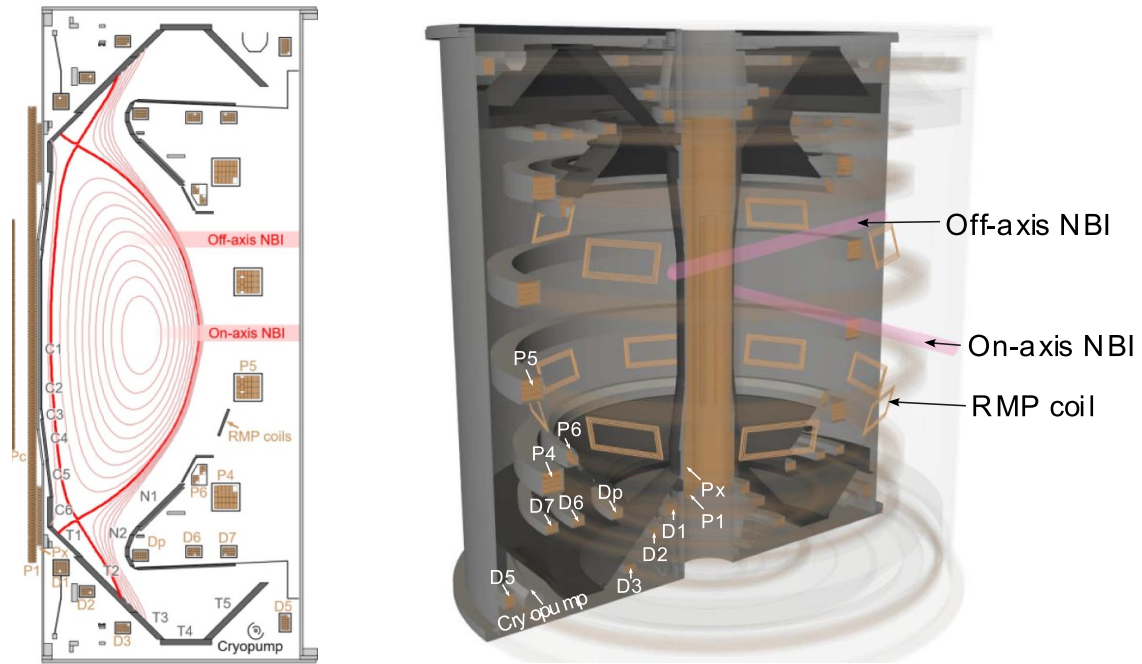 Off-axis NBI
On-axis NBI
C1
C2
C3
C4
C5
C6
P5
RMP coils
Pc
P6
P4
N1
N2
T1
Px
P1
D1
Dp
D6
D7
T2
D2
T3
T5
D5
T4
D3
Cryopump
Off-axis NBI
On-axis NBI
RMP coil
P5
P6
P4
D7
D6
Dp
Px
P1
D1
D2
D3
D5
Cryopump